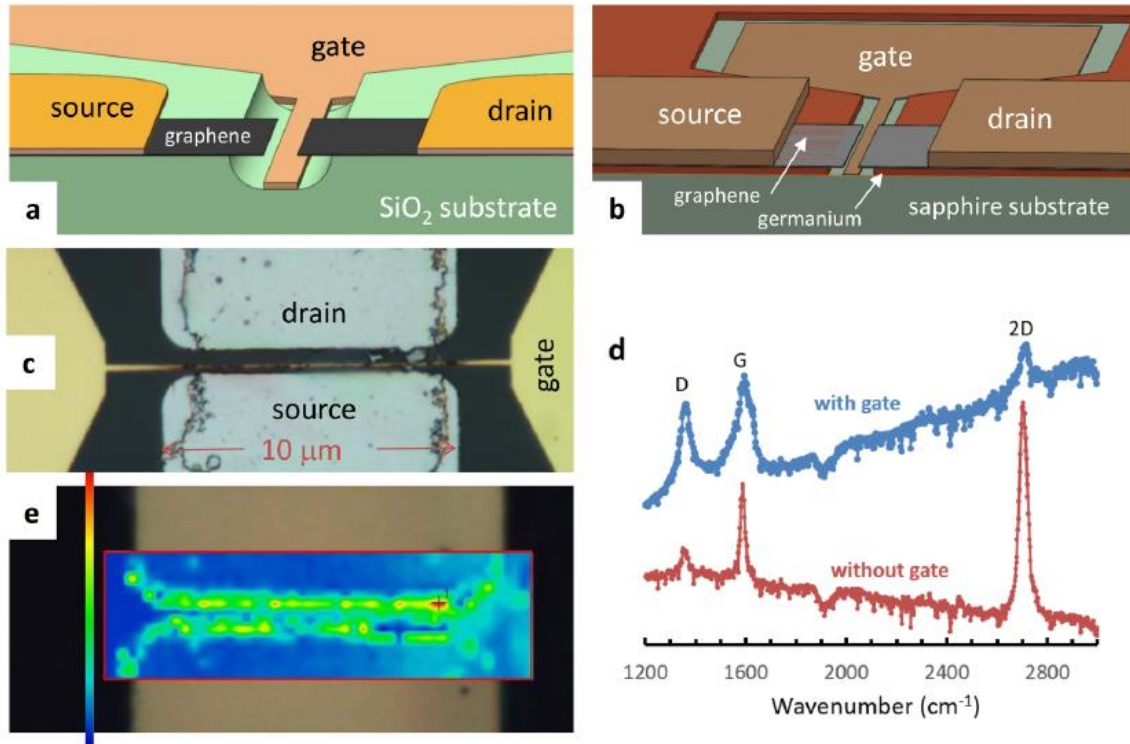 gate
source
drain
graphene
a
SiO₂ substrate
gate
source
drain
graphene
germanium
b
sapphire substrate
drain
c
gate
source
10 μm
d
2D
G
D
with gate
without gate
1200 1600 2000 2400 2800
Wavenumber (cm⁻¹)
e